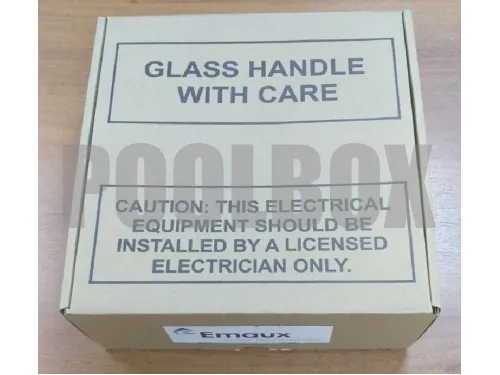 GLASS HANDLE
WITH CARE
POOLBOX
CAUTION: THIS ELECTRICAL
EQUIPMENT SHOULD BE
INSTALLED BY A LICENSED
ELECTRICIAN ONLY.
Emaux